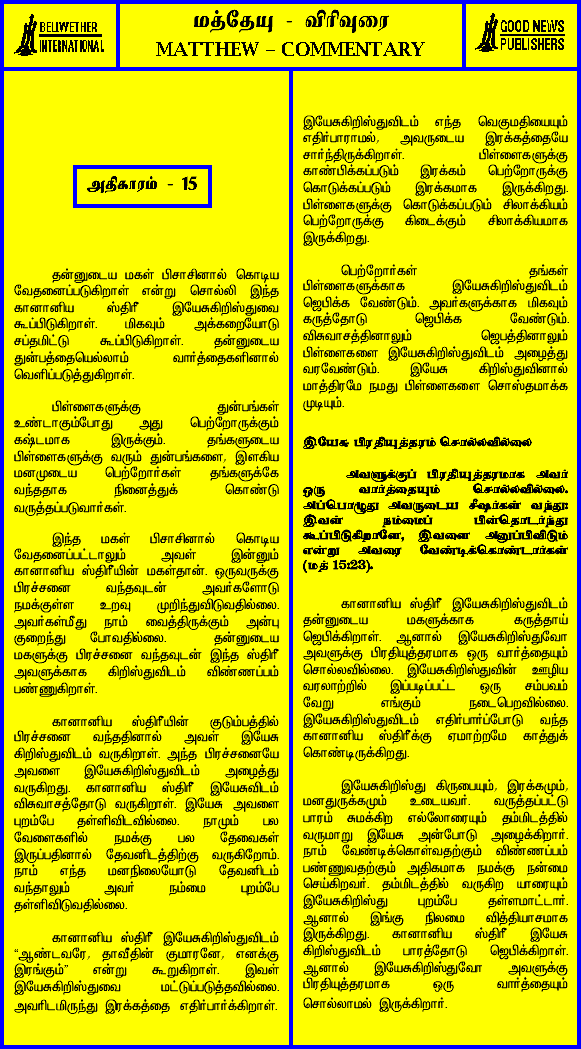 BELIWETHER
INTERNATIONAL
மத்தேயு - விரிவுரை
MATTHEW – COMMENTARY
GOOD NEWS
PUBLISHERS
அதிகாரம் - 15
தன்னுடைய மகள் பிசாசினால் கொடிய
வேதனைப்படுகிறாள் என்று சொல்லி இந்த
கானானிய ஸ்திரீ இயேசுகிறிஸ்துவை
கூப்பிடுகிறாள். மிகவும் அக்கறையோடு
சப்தமிட்டு கூப்பிடுகிறாள். தன்னுடைய
துன்பத்தையெல்லாம் வார்த்தைகளினால்
வெளிப்படுத்துகிறாள்.
பிள்ளைகளுக்கு துன்பங்கள்
உண்டாகும்போது அது பெற்றோருக்கும்
கஷ்டமாக இருக்கும். தங்களுடைய
பிள்ளைகளுக்கு வரும் துன்பங்களை, இளகிய
மனமுடைய பெற்றோர்கள் தங்களுக்கே
வந்ததாக நினைத்துக் கொண்டு
வருத்தப்படுவார்கள்.
இந்த மகள் பிசாசினால் கொடிய
வேதனைப்பட்டாலும் அவள் இன்னும்
கானானிய ஸ்திரீயின் மகள்தான். ஒருவருக்கு
பிரச்சனை வந்தவுடன் அவர்களோடு
நமக்குள்ள உறவு முறிந்துவிடுவதில்லை.
அவர்கள்மீது நாம் வைத்திருக்கும் அன்பு
குறைந்து போவதில்லை. தன்னுடைய
மகளுக்கு பிரச்சனை வந்தவுடன் இந்த ஸ்திரீ
அவளுக்காக கிறிஸ்துவிடம் விண்ணப்பம்
பண்ணுகிறாள்.
கானானிய ஸ்திரீயின் குடும்பத்தில்
பிரச்சனை வந்ததினால் அவள் இயேசு
கிறிஸ்துவிடம் வருகிறாள். அந்த பிரச்சனையே
அவளை இயேசுகிறிஸ்துவிடம் அழைத்து
வருகிறது. கானானிய ஸ்திரீ இயேசுவிடம்
விசுவாசத்தோடு வருகிறாள். இயேசு அவளை
புறம்பே தள்ளிவிடவில்லை. நாமும் பல
வேளைகளில் நமக்கு பல தேவைகள்
இருப்பதினால் தேவனிடத்திற்கு வருகிறோம்.
நாம் எந்த மனநிலையோடு தேவனிடம்
வந்தாலும் அவர் நம்மை புறம்பே
தள்ளிவிடுவதில்லை.
கானானிய ஸ்திரீ இயேசுகிறிஸ்துவிடம்
“ஆண்டவரே, தாவீதின் குமாரனே, எனக்கு
இரங்கும்” என்று கூறுகிறாள். இவள்
இயேசுகிறிஸ்துவை மட்டுப்படுத்தவில்லை.
அவரிடமிருந்து இரக்கத்தை எதிர்பார்க்கிறாள்.
இயேசுகிறிஸ்துவிடம் எந்த வெகுமதியையும்
எதிர்பாராமல், அவருடைய இரக்கத்தையே
சார்ந்திருக்கிறாள். பிள்ளைகளுக்கு
காண்பிக்கப்படும் இரக்கம் பெற்றோருக்கு
கொடுக்கப்படும் இரக்கமாக இருக்கிறது.
பிள்ளைகளுக்கு கொடுக்கப்படும் சிலாக்கியம்
பெற்றோருக்கு கிடைக்கும் சிலாக்கியமாக
இருக்கிறது.
பெற்றோர்கள் தங்கள்
பிள்ளைகளுக்காக இயேசுகிறிஸ்துவிடம்
ஜெபிக்க வேண்டும். அவர்களுக்காக மிகவும்
கருத்தோடு ஜெபிக்க வேண்டும்.
விசுவாசத்தினாலும் ஜெபத்தினாலும்
பிள்ளைகளை இயேசுகிறிஸ்துவிடம் அழைத்து
வரவேண்டும். இயேசு கிறிஸ்துவினால்
மாத்திரமே நமது பிள்ளைகளை சொஸ்தமாக்க
முடியும்.
இயேசு பிரதியுத்தரம் சொல்லவில்லை
அவளுக்குப் பிரதியுத்தரமாக அவர்
ஒரு வார்த்தையும் சொல்லவில்லை.
அப்பொழுது அவருடைய சீஷர்கள் வந்து:
இவள் நம்மைப் பின்தொடர்ந்து
கூப்பிடுகிறாளே, இவளை அனுப்பிவிடும்
என்று அவரை வேண்டிக்கொண்டார்கள்
(மத் 15:23).
கானானிய ஸ்திரீ இயேசுகிறிஸ்துவிடம்
தன்னுடைய மகளுக்காக கருத்தாய்
ஜெபிக்கிறாள். ஆனால் இயேசுகிறிஸ்துவோ
அவளுக்கு பிரதியுத்தரமாக ஒரு வார்த்தையும்
சொல்லவில்லை. இயேசுகிறிஸ்துவின் ஊழிய
வரலாற்றில் இப்படிப்பட்ட ஒரு சம்பவம்
வேறு எங்கும் நடைபெறவில்லை.
இயேசுகிறிஸ்துவிடம் எதிர்பார்ப்போடு வந்த
கானானிய ஸ்திரீக்கு ஏமாற்றமே காத்துக்
கொண்டிருக்கிறது.
இயேசுகிறிஸ்து கிருபையும், இரக்கமும்,
மனதுருக்கமும் உடையவர். வருத்தப்பட்டு
பாரம் சுமக்கிற எல்லோரையும் தம்மிடத்தில்
வருமாறு இயேசு அன்போடு அழைக்கிறார்.
நாம் வேண்டிக்கொள்வதற்கும் விண்ணப்பம்
பண்ணுவதற்கும் அதிகமாக நமக்கு நன்மை
செய்கிறவர். தம்மிடத்தில் வருகிற யாரையும்
இயேசுகிறிஸ்து புறம்பே தள்ளமாட்டார்.
ஆனால் இங்கு நிலமை வித்தியாசமாக
இருக்கிறது. கானானிய ஸ்திரீ இயேசு
கிறிஸ்துவிடம் பாரத்தோடு ஜெபிக்கிறாள்.
ஆனால் இயேசுகிறிஸ்துவோ அவளுக்கு
பிரதியுத்தரமாக ஒரு வார்த்தையும்
சொல்லாமல் இருக்கிறார்.